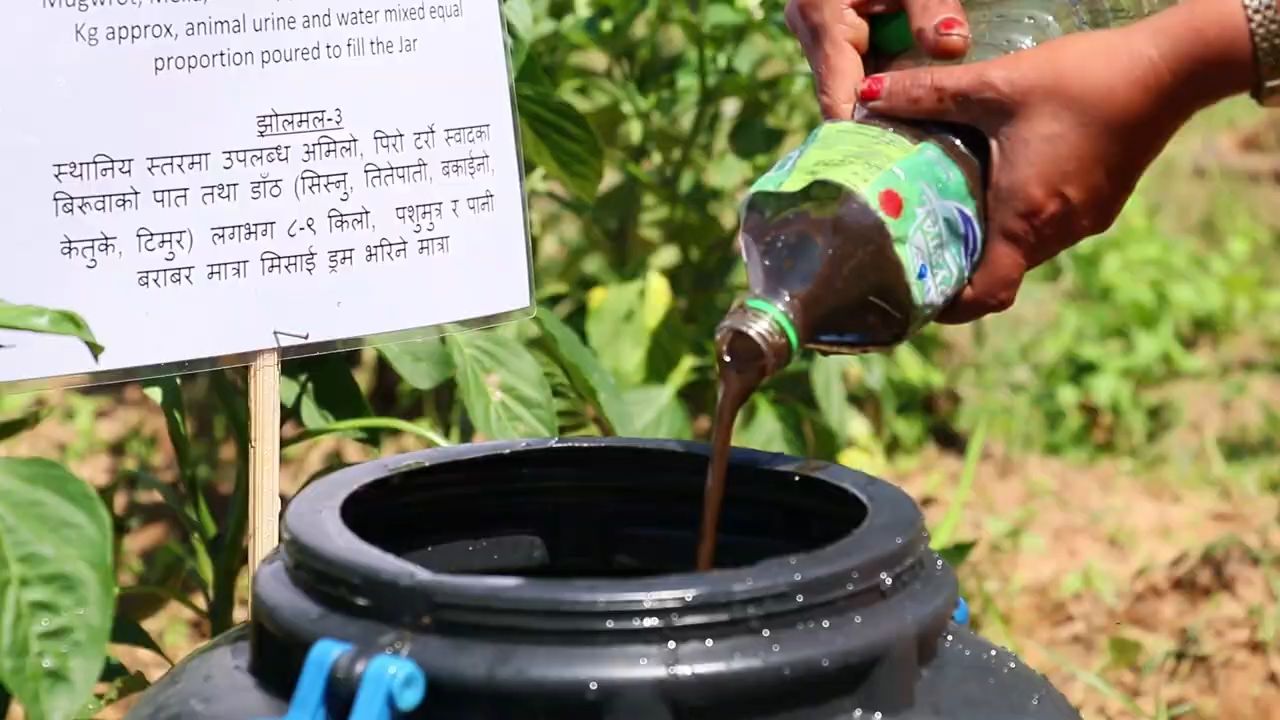 Kg approx, animal urine and water mixed equal
proportion poured to fill the Jar
झोलमल-३
स्थानिय स्तरमा उपलब्ध अमिलो, पिरो टर्रो स्वादका
बिरूवाको पात तथा डाँठ (सिस्नु, तितेपाती, बकाईनो,
केतुके, टिमुर) लगभग ८-९ किलो, पशुमुत्र र पानी
बराबर मात्रा मिसाई ड्रम भरिने मात्रा